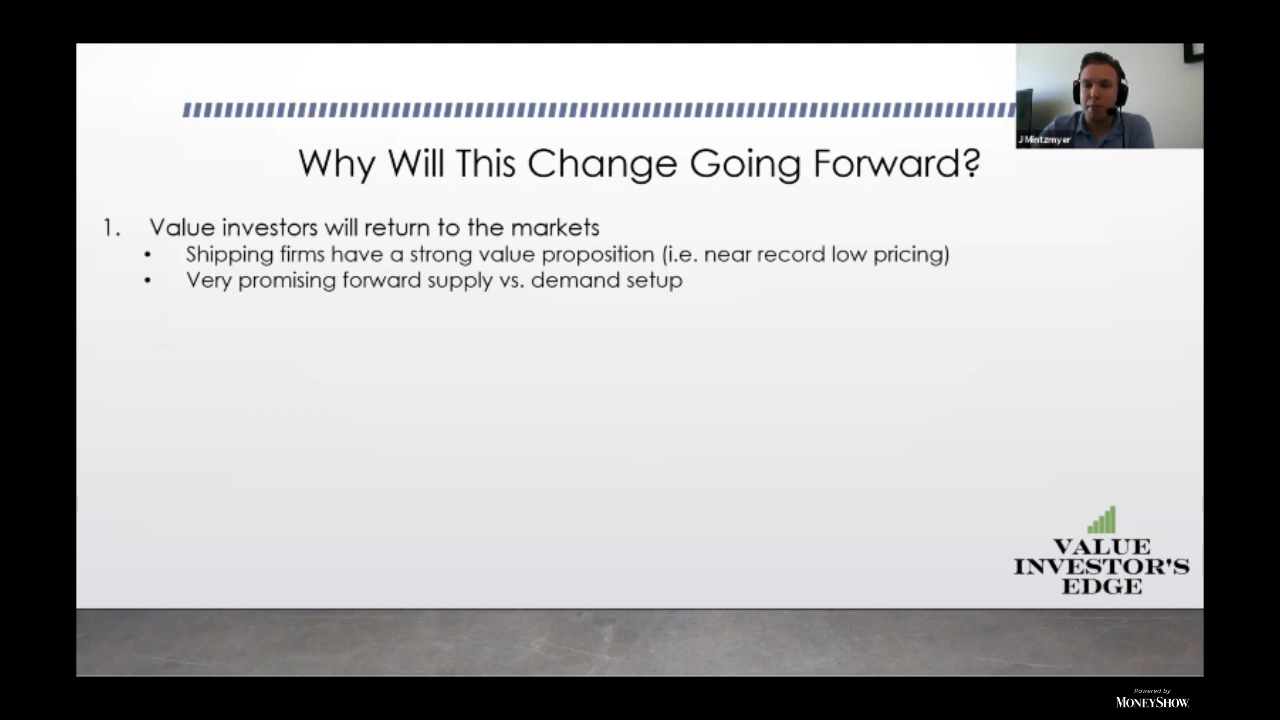 J Mintzmyer
Why Will This Change Going Forward?
1. Value investors will return to the markets
• Shipping firms have a strong value proposition (i.e. near record low pricing)
• Very promising forward supply vs. demand setup
VALUE
INVESTOR'S
EDGE
Powered by
MONEYSHOW